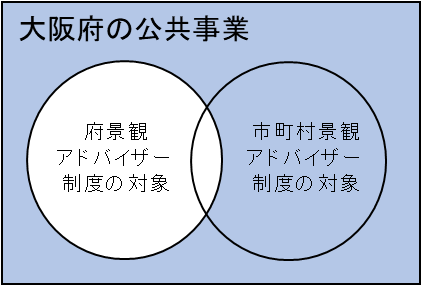 大阪府の公共事業
府景観
アドバイザー
制度の対象
市町村景観
アドバイザー
制度の対象